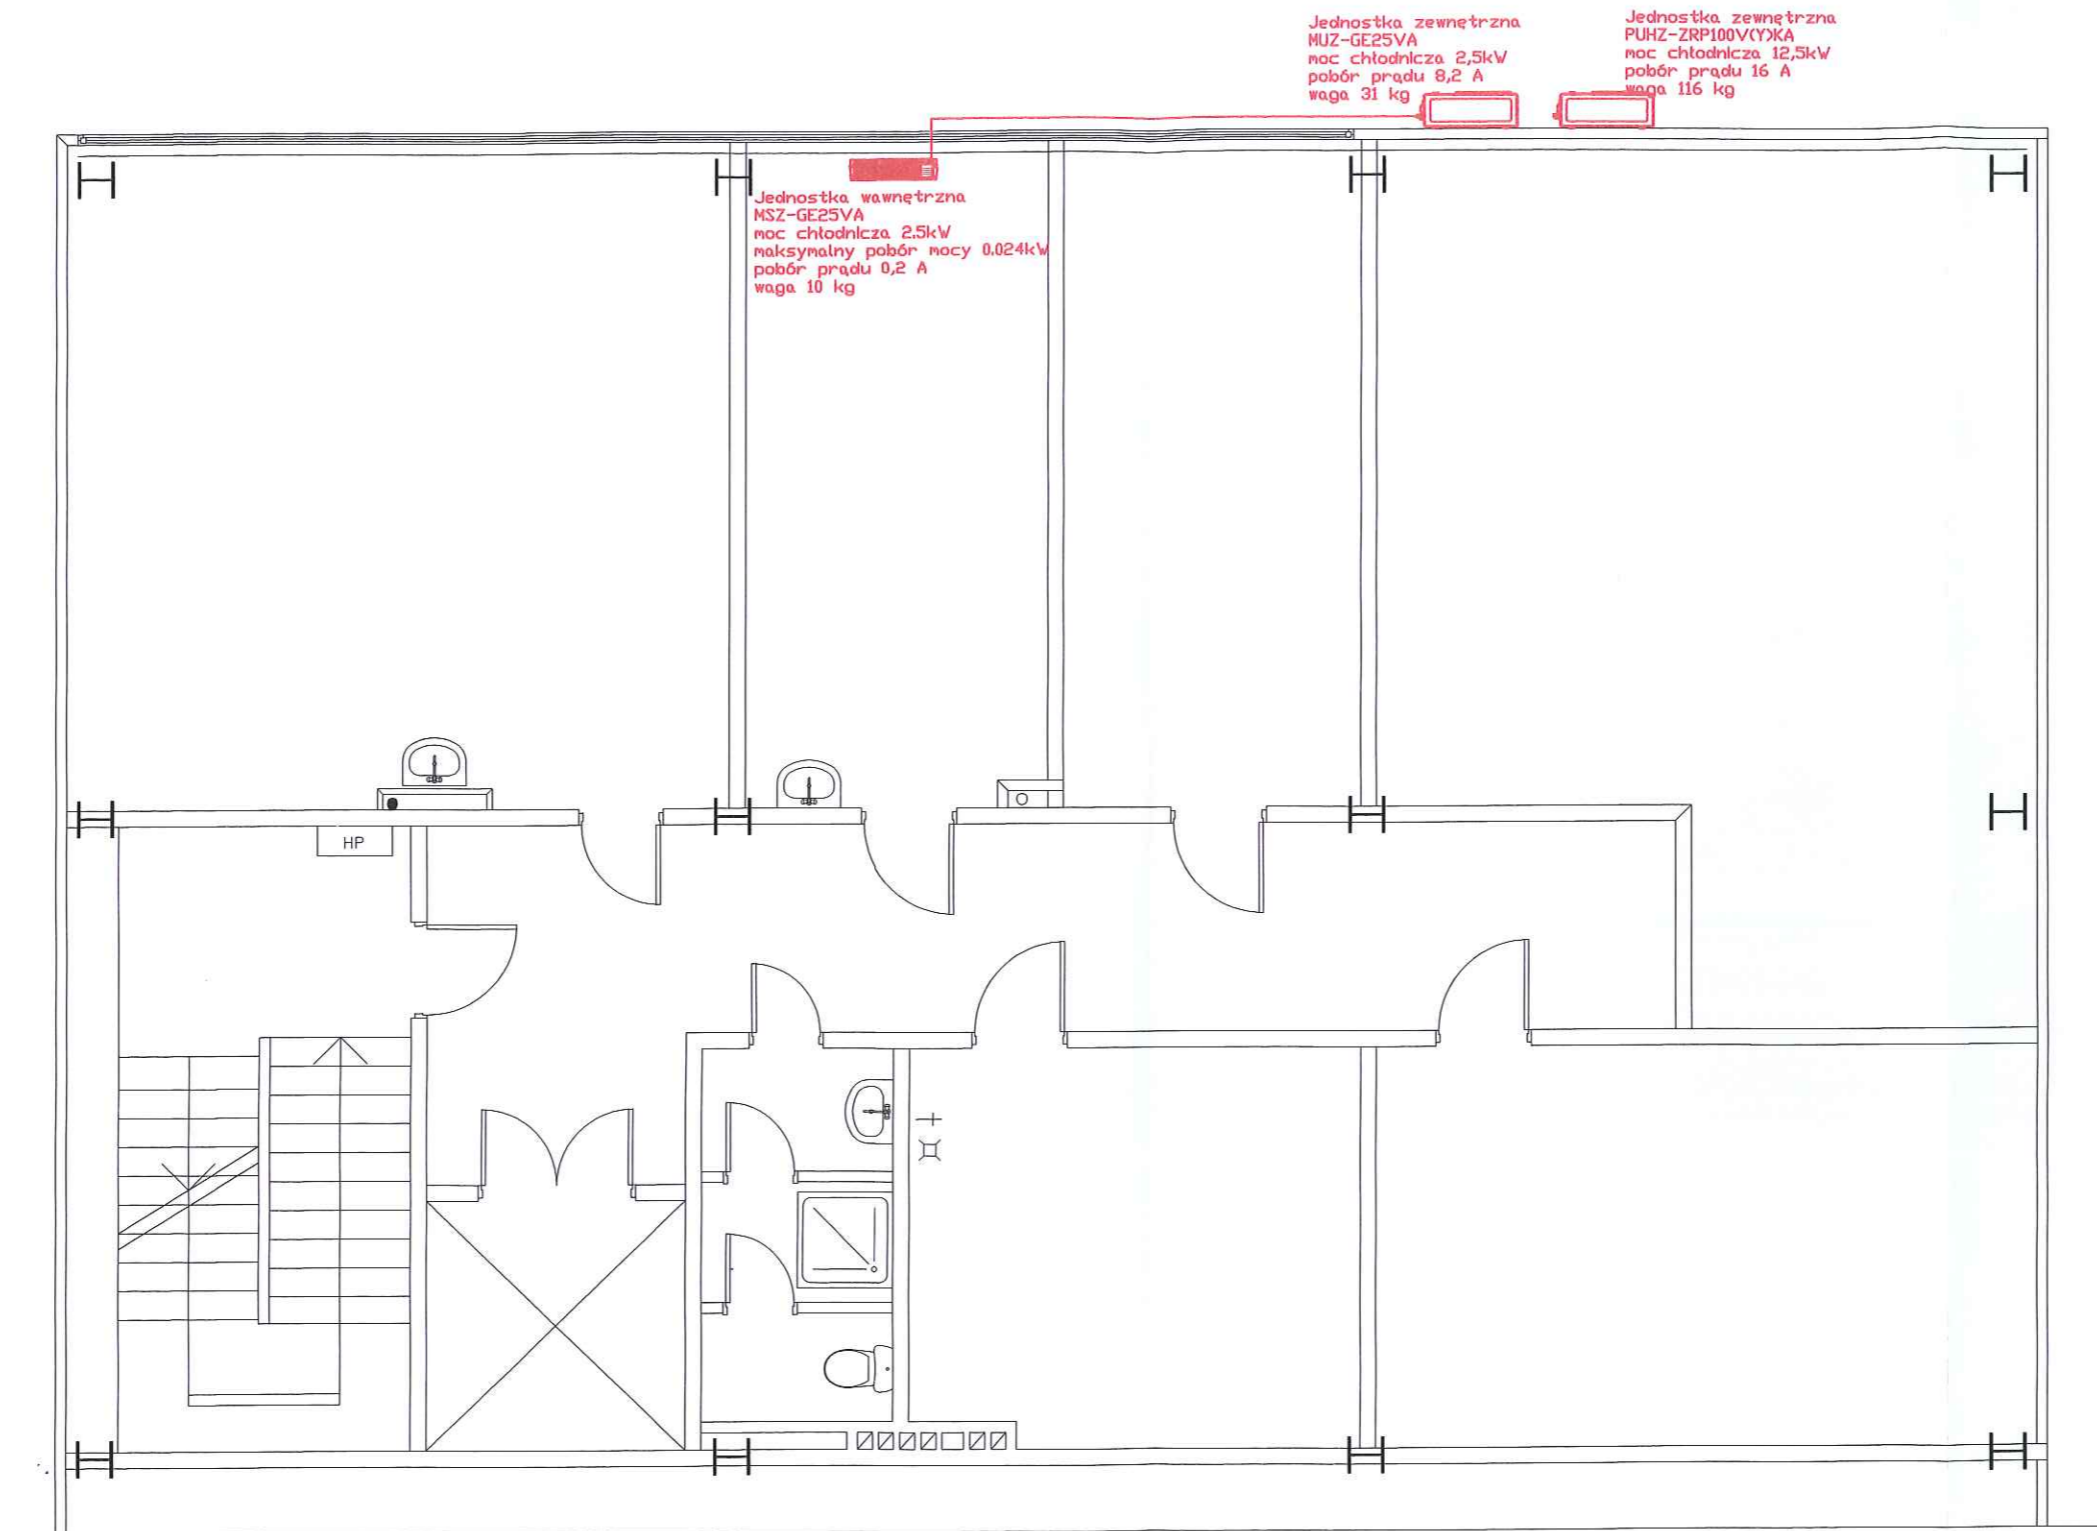 Jednostka zewnętrzna
MUZ-GE25VA
moc chłodnicza 2,5kW
pobór prądu 8,2 A
waga 31 kg
Jednostka zewnętrzna
PUHZ-ZRP100V(Y)KA
moc chłodnicza 12,5kW
pobór prądu 16 A
waga 116 kg
Jednostka wawnętrzna
MSZ-GE25VA
moc chłodnicza 2.5kW
maksymalny pobór mocy 0.024kW
pobór prądu 0,2 A
waga 10 kg
HP